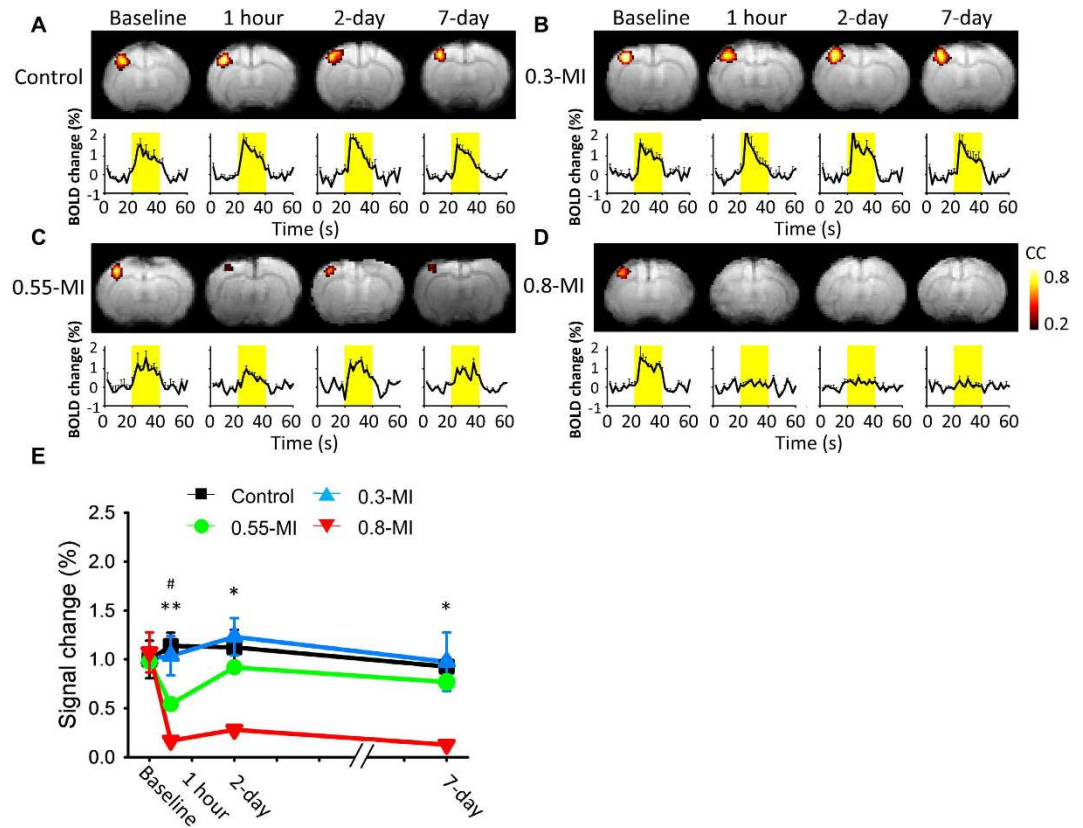 A
Baseline 1 hour 2-day 7-day
Control
BOLD change (%)
2
1
0
-1
0 20 40 60 0 20 40 60 0 20 40 60 0 20 40 60
Time (s)
B
Baseline 1 hour 2-day 7-day
0.3-MI
BOLD change (%)
2
1
0
-1
0 20 40 60 0 20 40 60 0 20 40 60 0 20 40 60
Time (s)
C
0.55-MI
BOLD change (%)
2
1
0
-1
0 20 40 60 0 20 40 60 0 20 40 60 0 20 40 60
Time (s)
D
0.8-MI
CC
0.8
0.2
BOLD change (%)
2
1
0
-1
0 20 40 60 0 20 40 60 0 20 40 60 0 20 40 60
Time (s)
E
Control 0.3-MI
0.55-MI 0.8-MI
Signal change (%)
2.5
2.0
1.5
1.0
0.5
0.0
#
** * *
Baseline 1 hour 2-day 7-day